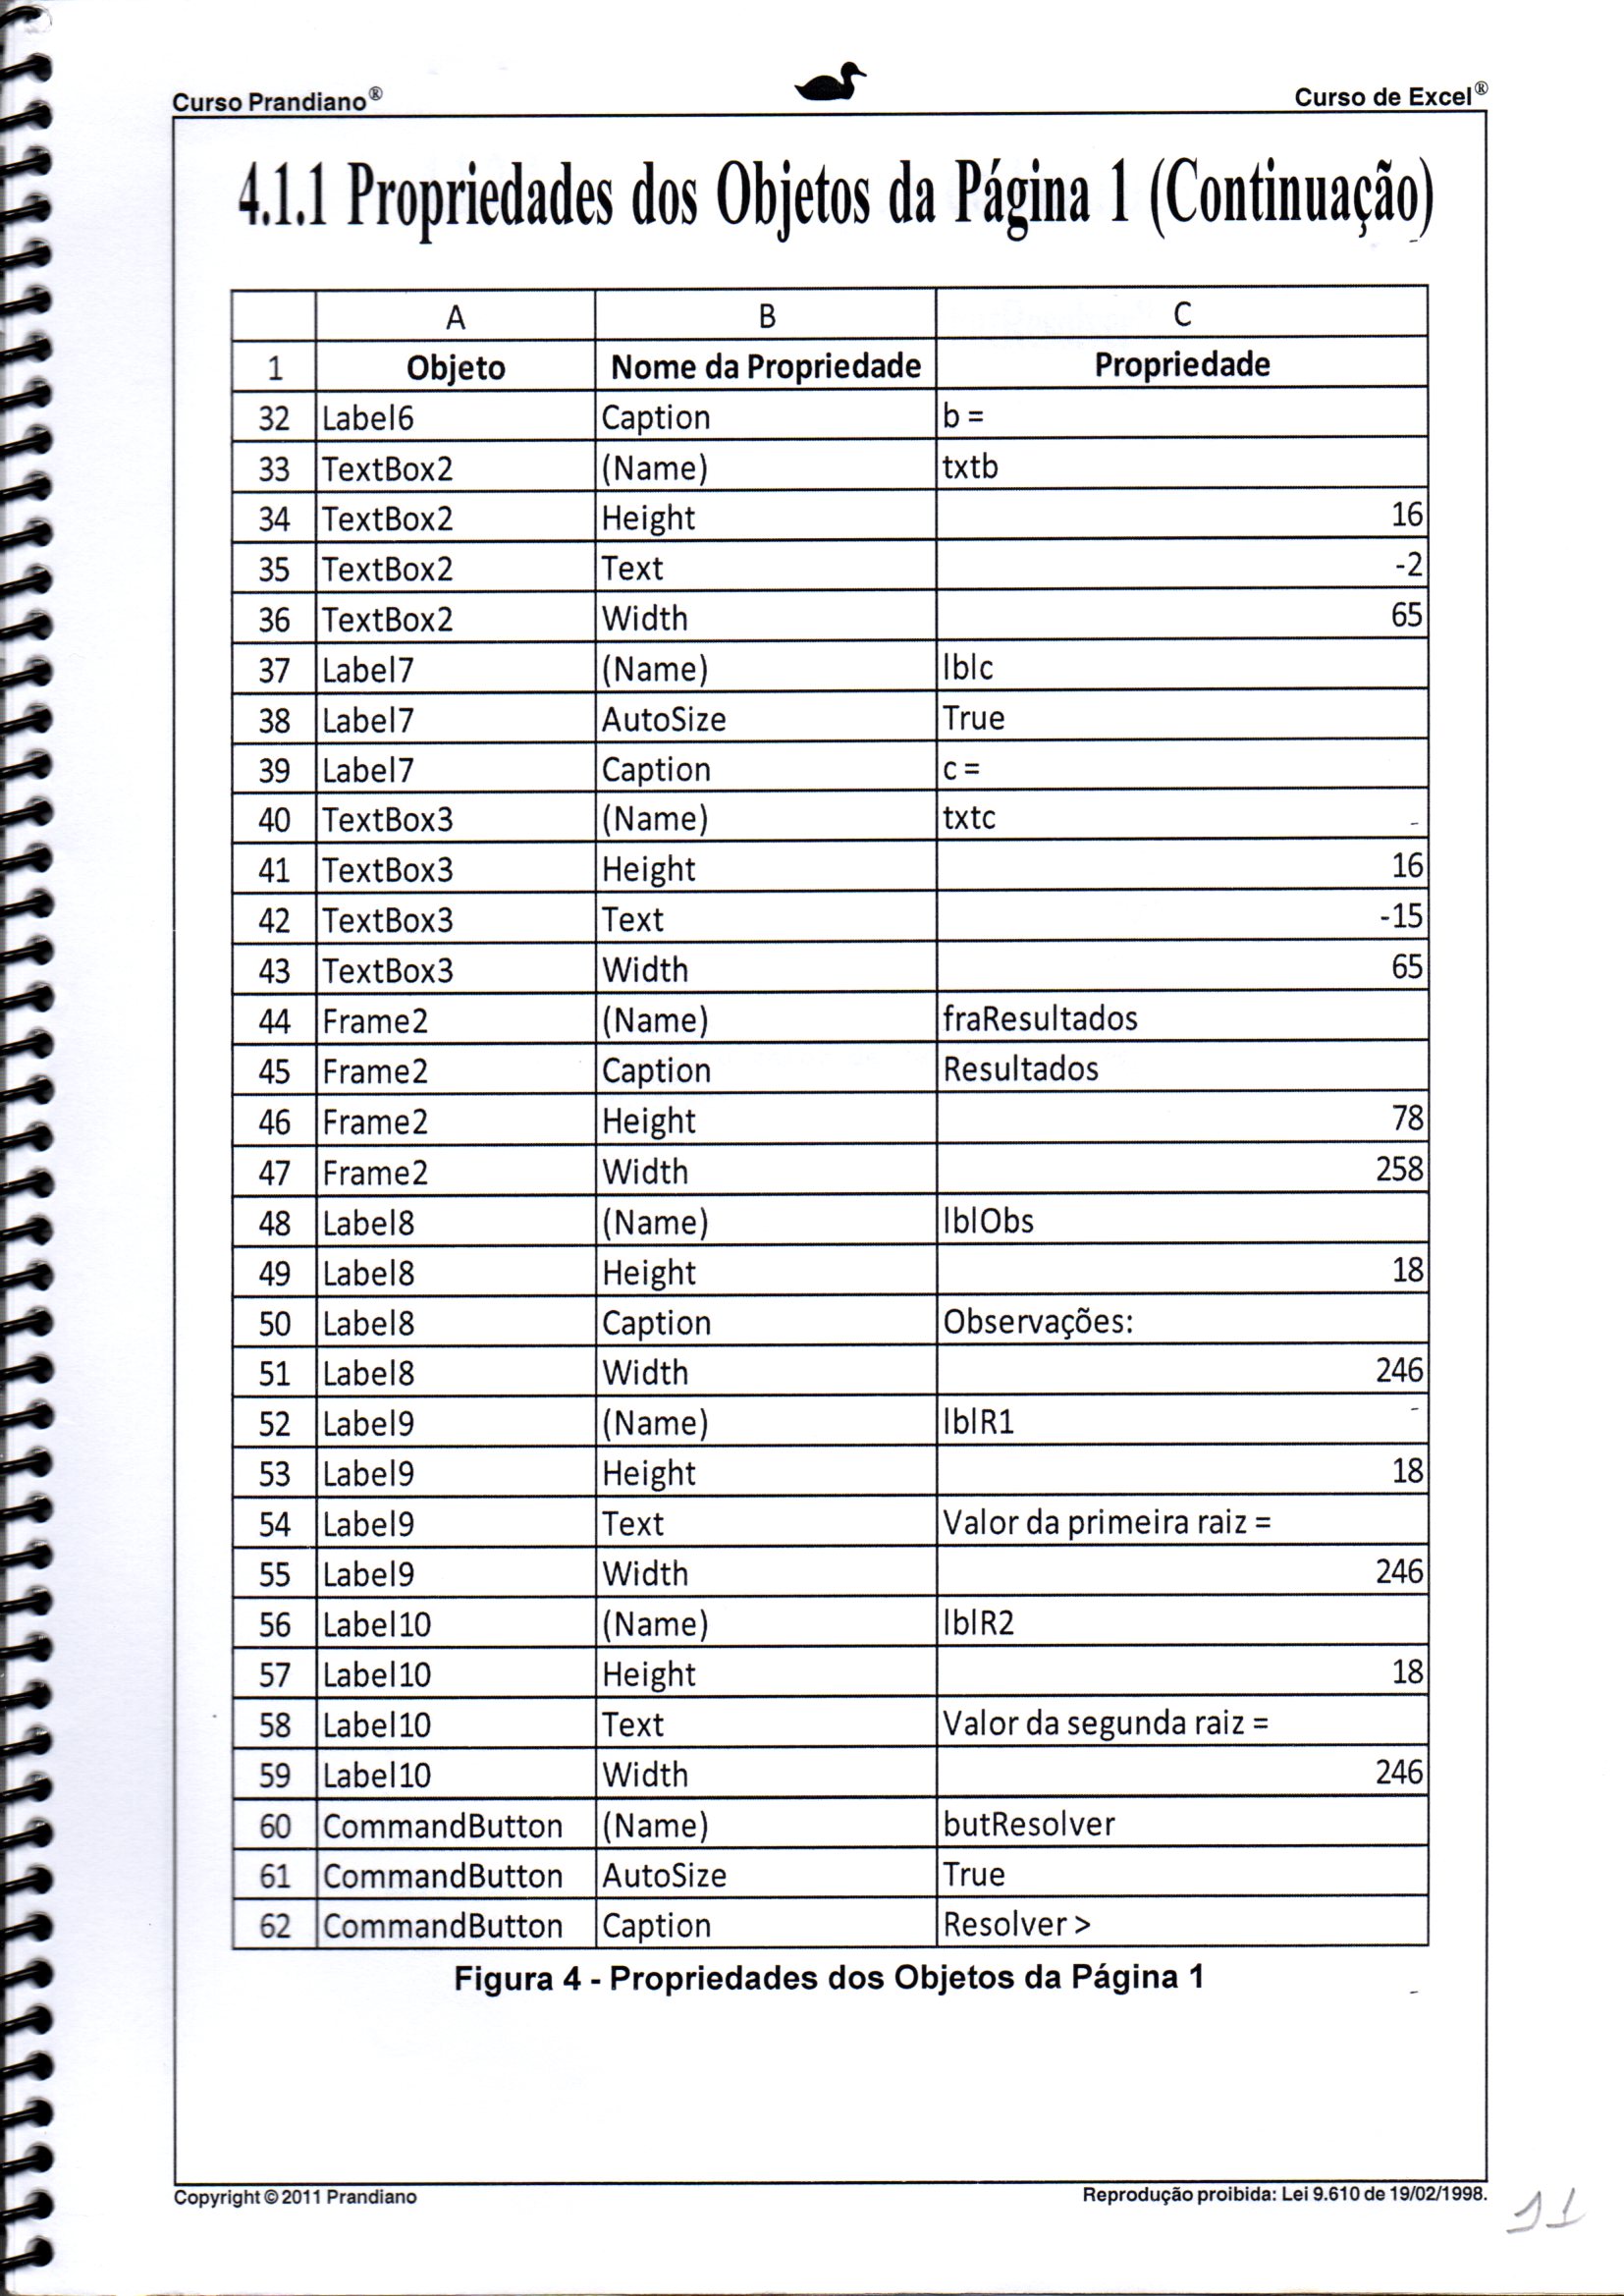 Curso Prandiano® Curso de Excel®
4.1.1 Propriedades dos Objetos da Página 1 (Continuação)
A B C
1 Objeto Nome da Propriedade Propriedade
32 Label6 Caption b =
33 TextBox2 (Name) txtb
34 TextBox2 Height 16
35 TextBox2 Text -2
36 TextBox2 Width 65
37 Label7 (Name) lblc
38 Label7 AutoSize True
39 Label7 Caption c =
40 TextBox3 (Name) txtc
41 TextBox3 Height 16
42 TextBox3 Text -15
43 TextBox3 Width 65
44 Frame2 (Name) fraResultados
45 Frame2 Caption Resultados
46 Frame2 Height 78
47 Frame2 Width 258
48 Label8 (Name) lblObs
49 Label8 Height 18
50 Label8 Caption Observações:
51 Label8 Width 246
52 Label9 (Name) lblR1
53 Label9 Height 18
54 Label9 Text Valor da primeira raiz =
55 Label9 Width 246
56 Label10 (Name) lblR2
57 Label10 Height 18
58 Label10 Text Valor da segunda raiz =
59 Label10 Width 246
60 CommandButton (Name) butResolver
61 CommandButton AutoSize True
62 CommandButton Caption Resolver >
Figura 4 - Propriedades dos Objetos da Página 1
Copyright © 2011 Prandiano Reprodução proibida: Lei 9.610 de 19/02/1998.
11